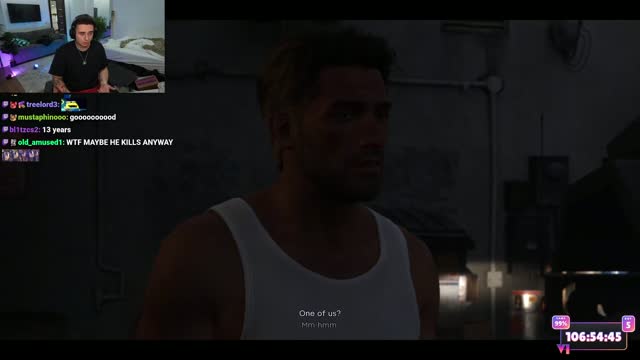 treelord3:
mustaphinooo: goooooooood
bl1tzcs2: 13 years
old_amused1: WTF MAYBE HE KILLS ANYWAY
One of us?
Mm-hmm
99%
5
VI
106:54:45